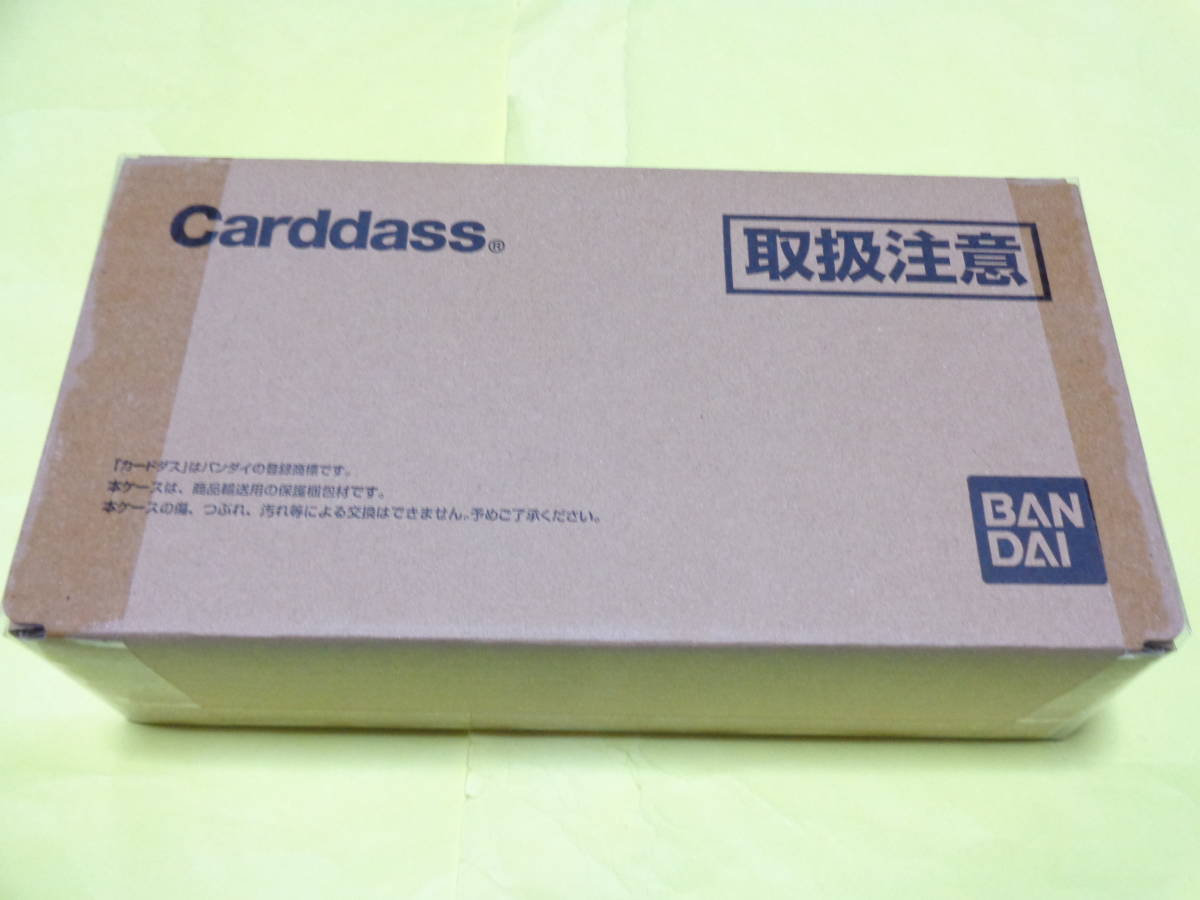 Carddass®
取扱注意
「カードダス」はバンダイの登録商標です。
本ケースは、商品輸送用の保護梱包材です。
本ケースの傷、つぶれ、汚れ等による交換はできません。予めご了承ください。
BAN
DAI